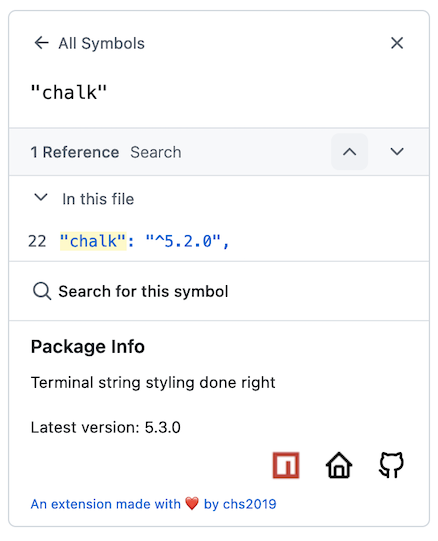 All Symbols
"chalk"
1 Reference Search
In this file
22 "chalk": "^5.2.0",
Search for this symbol
Package Info
Terminal string styling done right
Latest version: 5.3.0
An extension made with ❤️ by chs2019